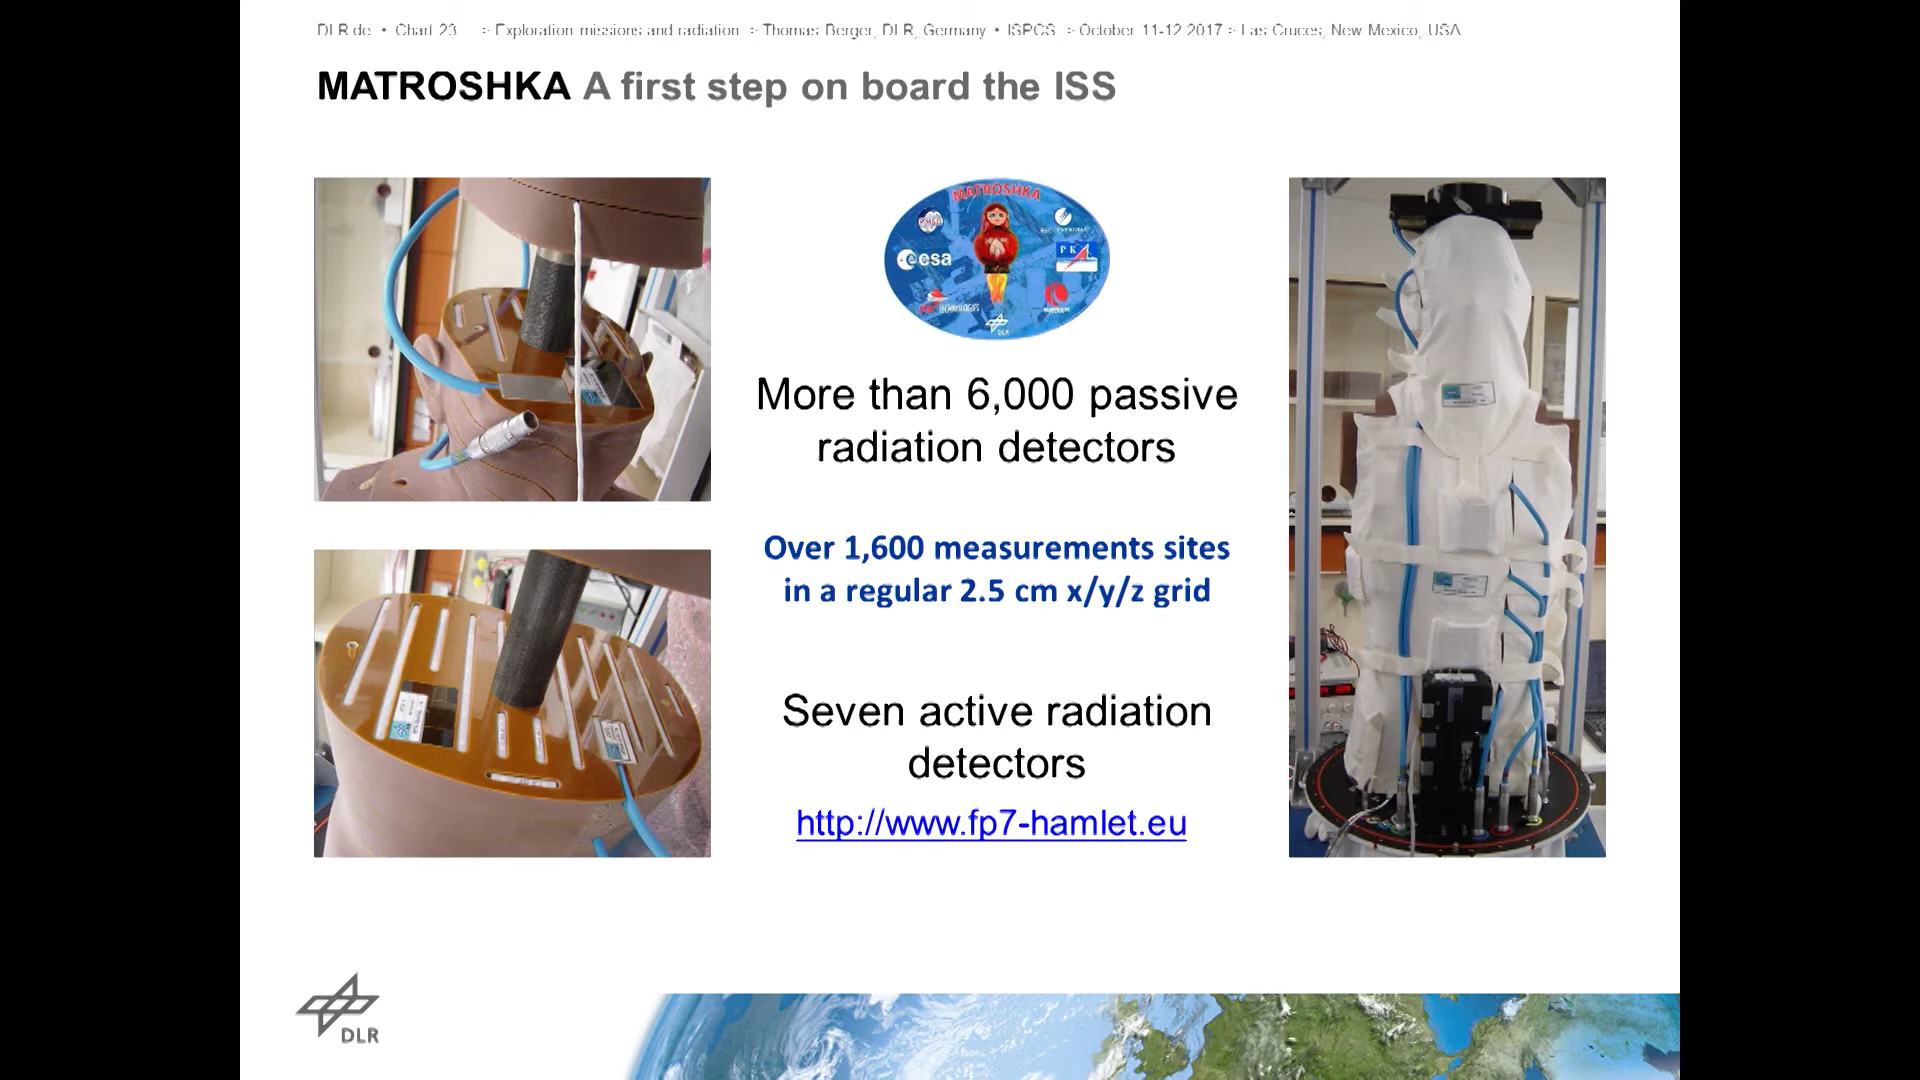 DLR.de • Chart 23 > Exploration missions and radiation > Thomas Berger, DLR, Germany • ISPCS > October 11-12 2017 > Las Cruces, New Mexico, USA
MATROSHKA A first step on board the ISS
MATROSHKA
esa
DLR
More than 6,000 passive
radiation detectors
Over 1,600 measurements sites
in a regular 2.5 cm x/y/z grid
Seven active radiation
detectors
http://www.fp7-hamlet.eu
DLR